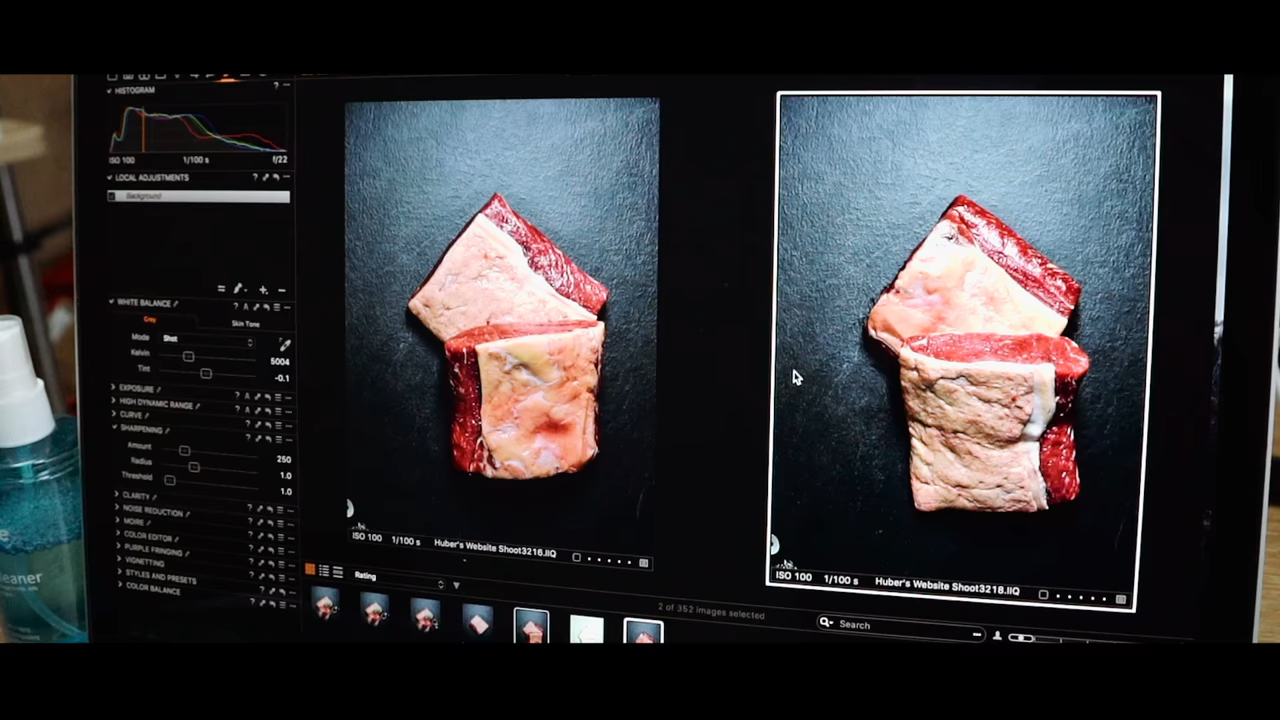 HISTOGRAM
ISO 100 1/100 s f/22
LOCAL ADJUSTMENTS
Background
WHITE BALANCE
Grey Skin Tone
Mode Shot
Kelvin 5004
Tint -0.1
EXPOSURE
HIGH DYNAMIC RANGE
CURVE
SHARPENING
Amount 250
Radius 1.0
Threshold 1.0
CLARITY
NOISE REDUCTION
MOIRE
COLOR EDITOR
PURPLE FRINGING
VIGNETTING
STYLES AND PRESETS
COLOR BALANCE
ISO 100 1/100 s Huber's Website Shoot3216.IIQ
ISO 100 1/100 s Huber's Website Shoot3218.IIQ
Rating
2 of 352 images selected
Search
eaner